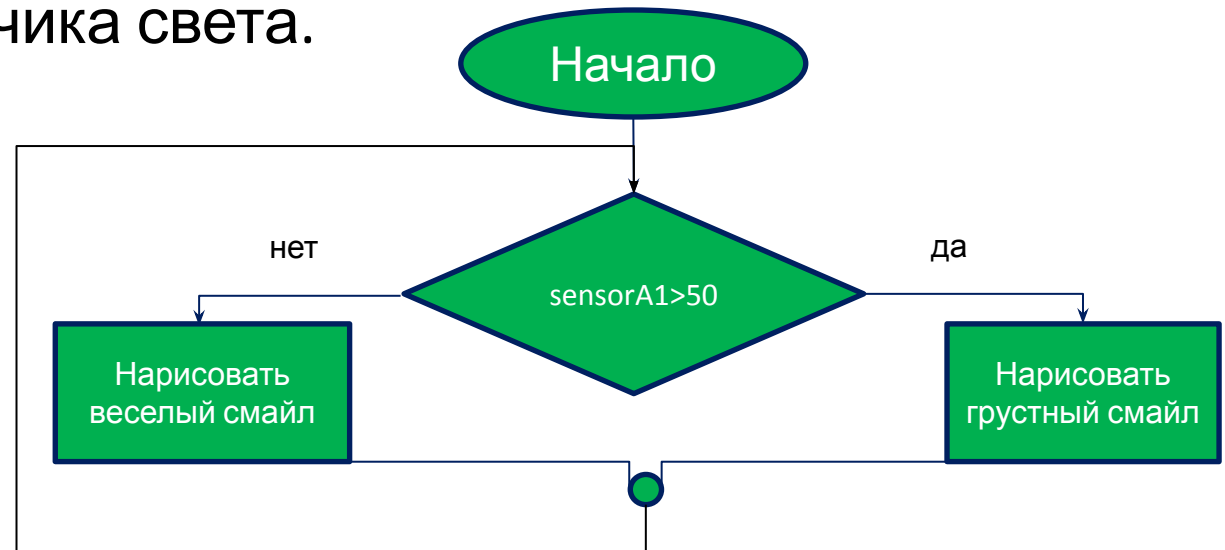 чика света.
Начало
нет
да
sensorA1>50
Нарисовать
веселый смайл
Нарисовать
грустный смайл